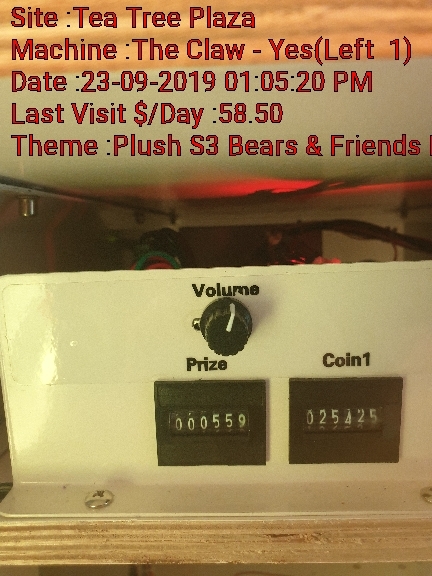 Site :Tea Tree Plaza
Machine :The Claw - Yes(Left  1)
Date :23-09-2019 01:05:20 PM
Last Visit $/Day :58.50
Theme :Plush S3 Bears & Friends
Volume
Prize Coin1
000559 025425